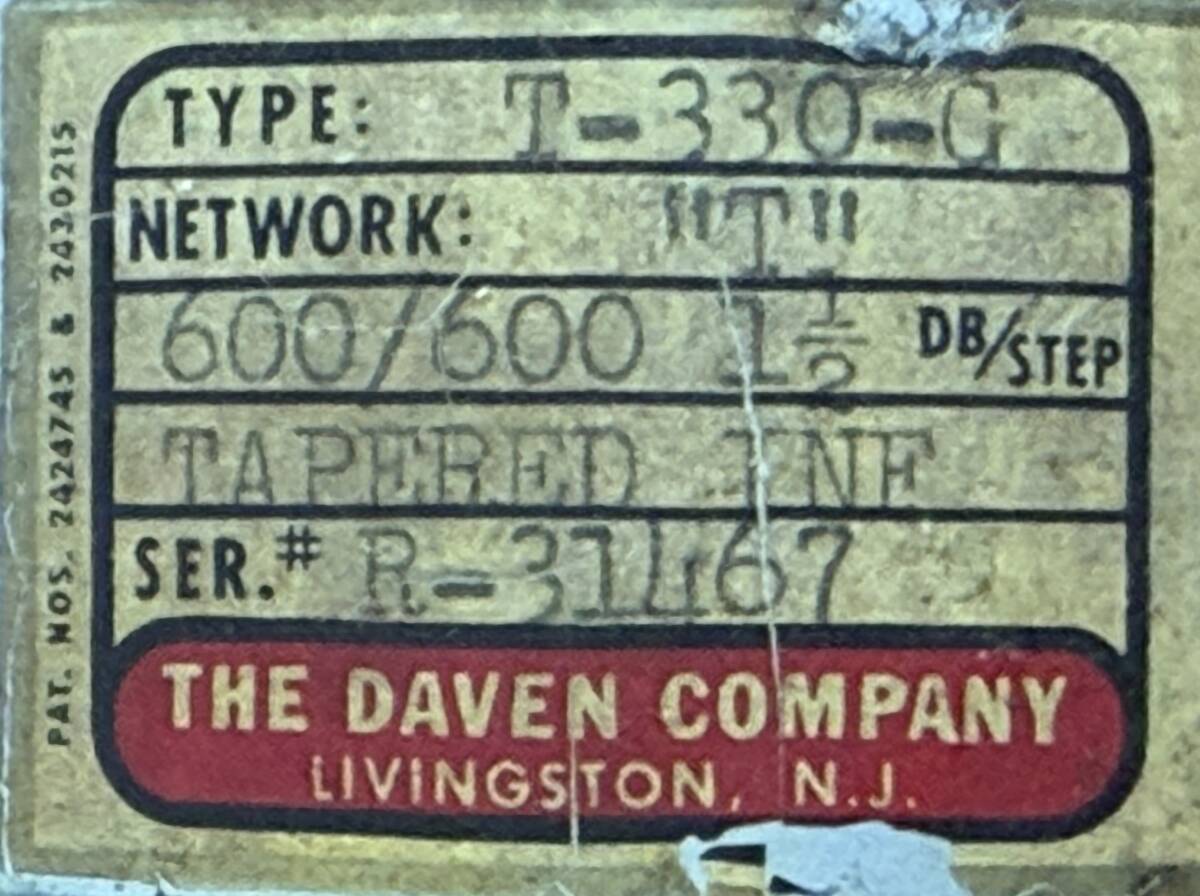 TYPE: T-330-G
NETWORK: "T"
600/600 1½ DB/STEP
TAPERED INF
SER.# R-31467
THE DAVEN COMPANY
LIVINGSTON, N.J.
PAT. NOS. 2424745 & 2430215